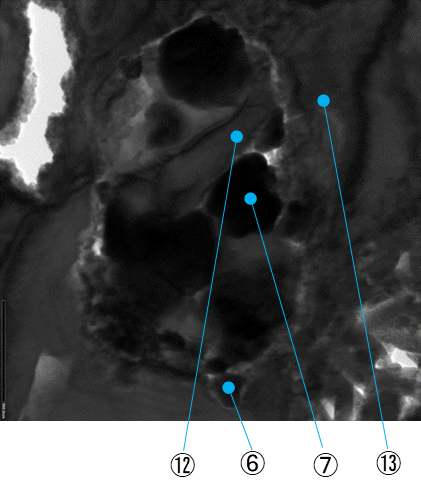 ⑫ ⑥ ⑦ ⑬